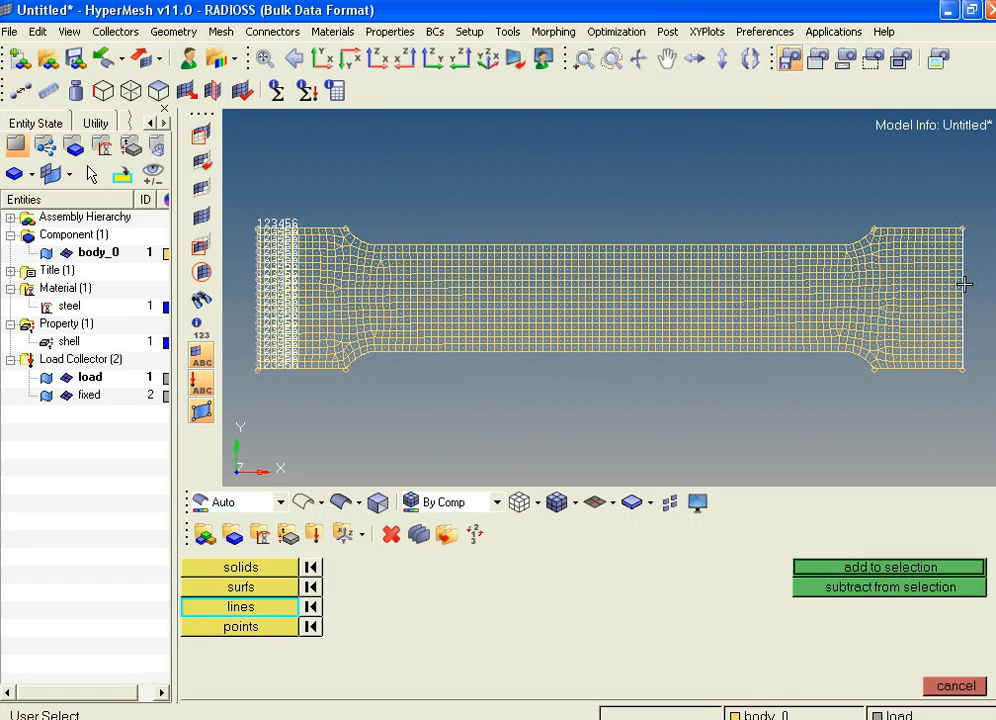 Untitled* - HyperMesh v11.0 - RADIOSS (Bulk Data Format)
File Edit View Collectors Geometry Mesh Connectors Materials Properties BCs Setup Tools Morphing Optimization Post XYPlots Preferences Applications Help
Entity State Utility
Model Info: Untitled*
Entities ID
Assembly Hierarchy
Component (1)
body_0 1
Title (1)
Material (1)
steel 1
Property (1)
shell 1
Load Collector (2)
load 1
fixed 2
123
ABC
ABC
123456
Y
Z X
Auto By Comp
solids
surfs
lines
points
add to selection
subtract from selection
cancel
User Select
body_0 load